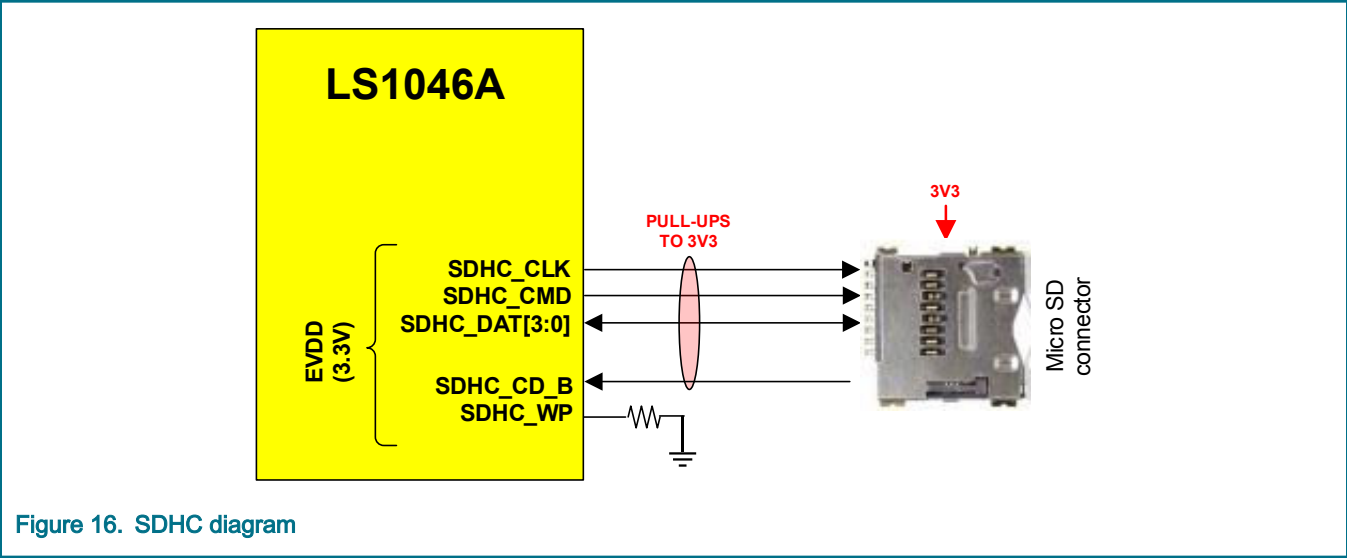 LS1046A
3V3
PULL-UPS
TO 3V3
SDHC_CLK
SDHC_CMD
SDHC_DAT[3:0]
SDHC_CD_B
SDHC_WP
EVDD
(3.3V)
Micro SD
connector
Figure 16. SDHC diagram